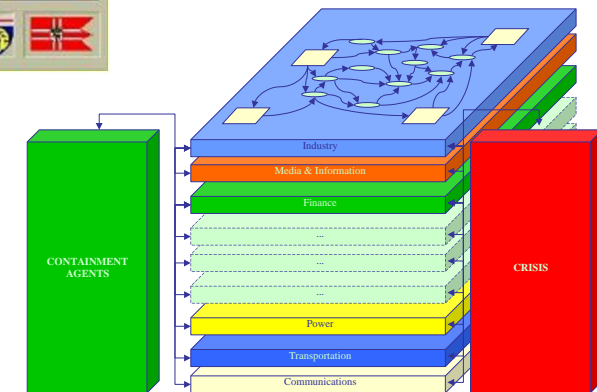 Industry
Media & Information
Finance
...
...
...
CONTAINMENT
AGENTS
CRISIS
Power
Transportation
Communications